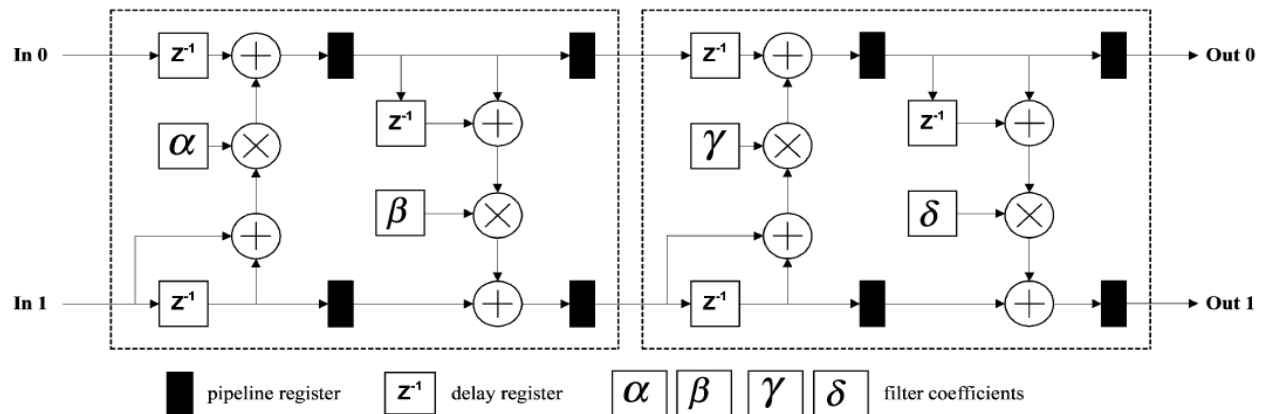 In 0
Z-1
+
+
Z-1
Out 0
Z-1
+
Z-1
+
α
×
γ
×
β
×
δ
×
+
+
In 1
Z-1
+
Z-1
+
Out 1
pipeline register
Z-1
delay register
α
β
γ
δ
filter coefficients